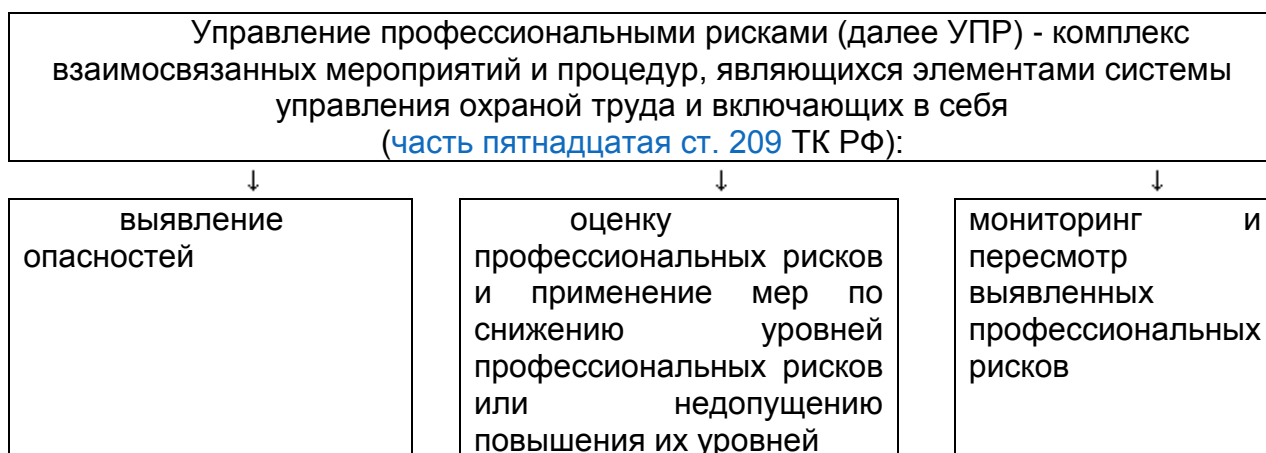 Управление профессиональными рисками (далее УПР) - комплекс
взаимосвязанных мероприятий и процедур, являющихся элементами системы
управления охраной труда и включающих в себя
(часть пятнадцатая ст. 209 ТК РФ):
↓ ↓ ↓
выявление
опасностей
оценку
профессиональных рисков
и применение мер по
снижению уровней
профессиональных рисков
или недопущению
повышения их уровней
мониторинг и
пересмотр
выявленных
профессиональных
рисков